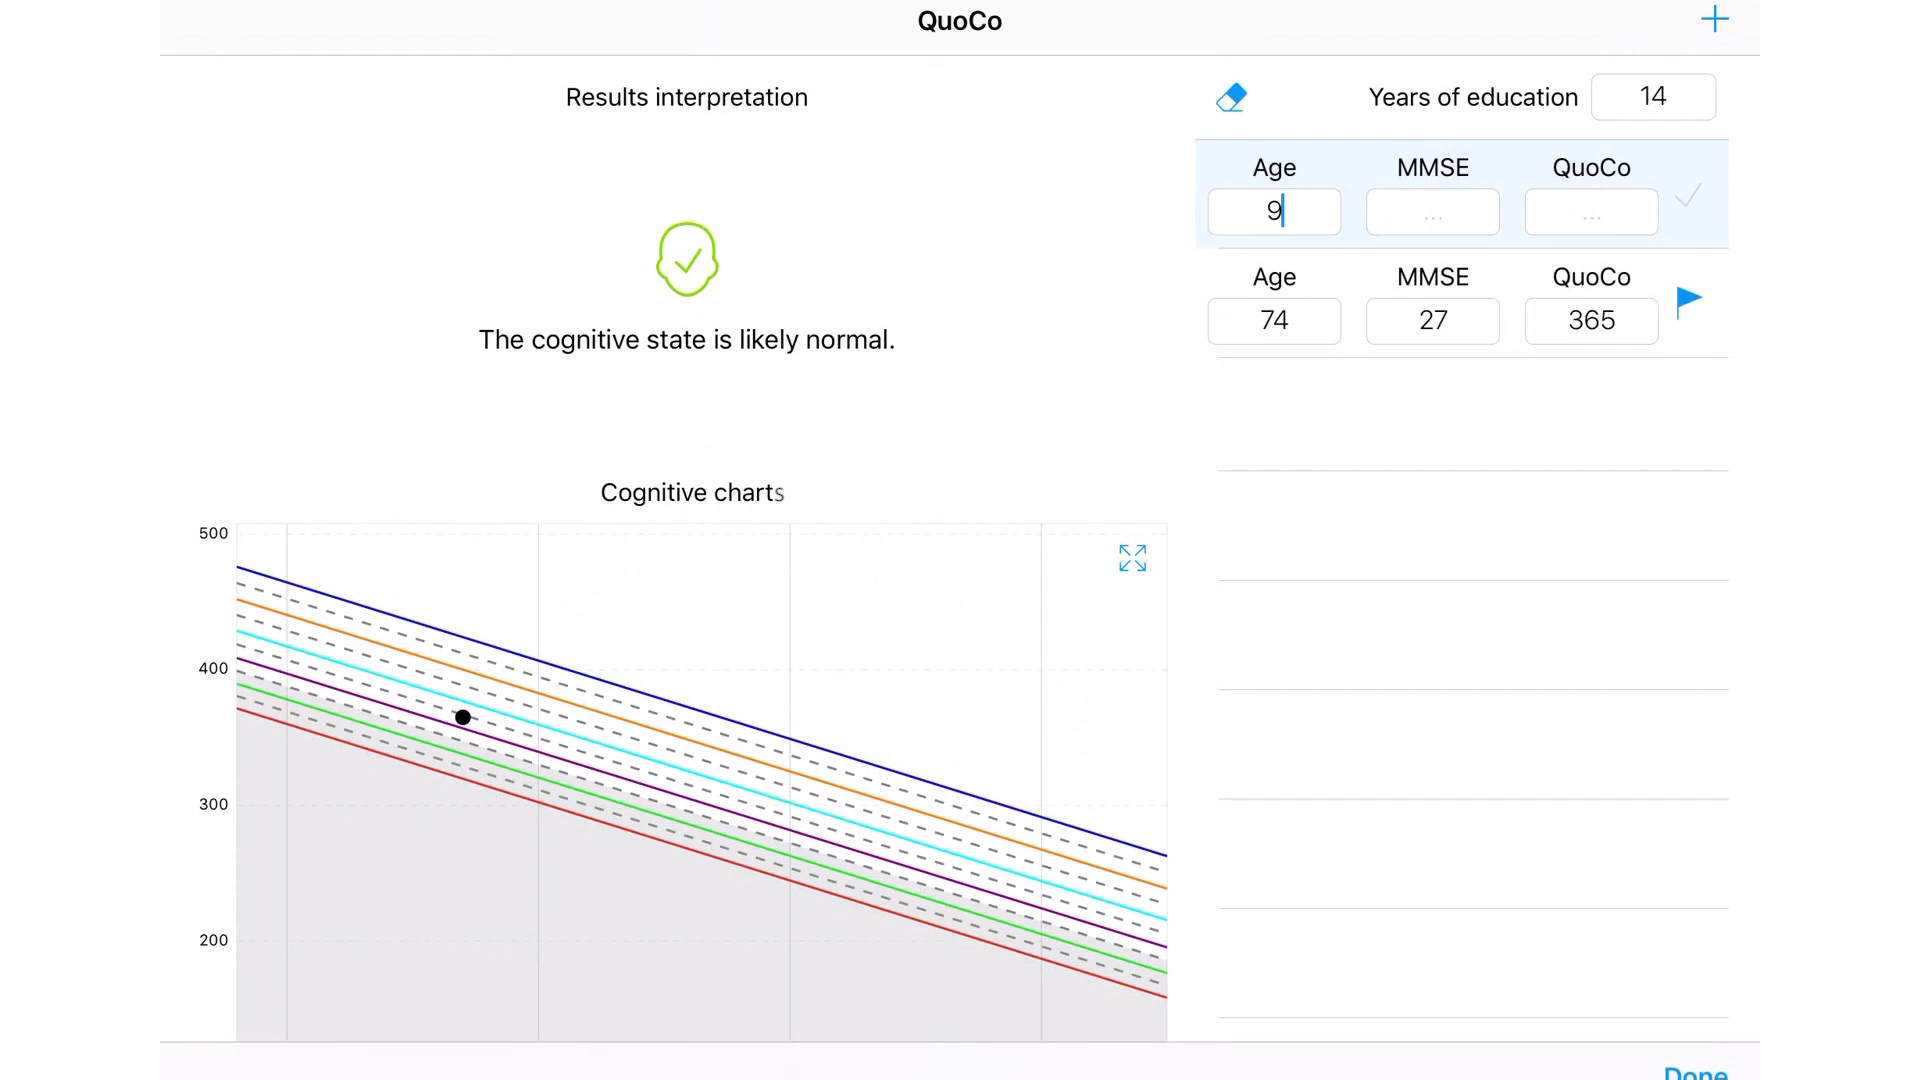 QuoCo
Results interpretation
The cognitive state is likely normal.
Cognitive charts
500
400
300
200
Years of education 14
Age MMSE QuoCo
9 ... ...
Age MMSE QuoCo
74 27 365
Done